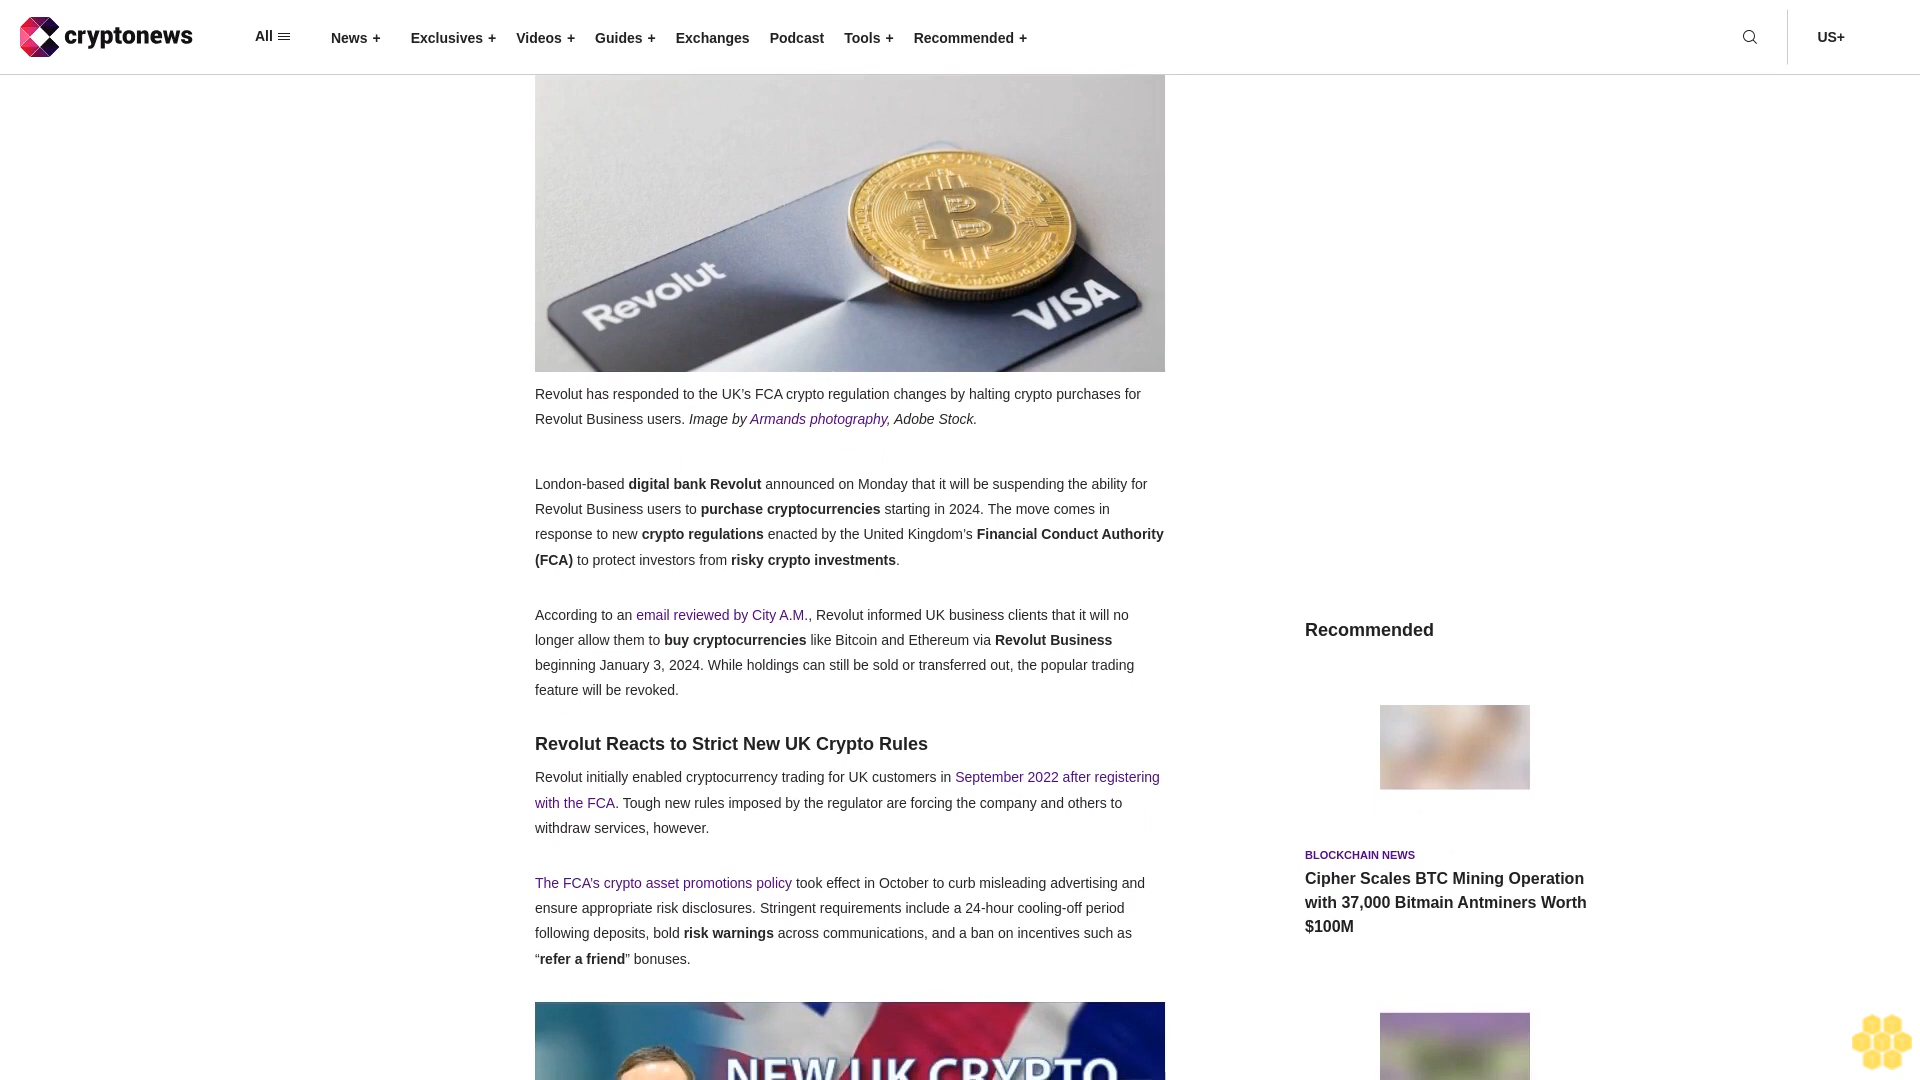 cryptonews
All
News +
Exclusives +
Videos +
Guides +
Exchanges
Podcast
Tools +
Recommended +
US+
Revolut
VISA
Revolut has responded to the UK’s FCA crypto regulation changes by halting crypto purchases for
Revolut Business users. Image by Armands photography, Adobe Stock.
London-based digital bank Revolut announced on Monday that it will be suspending the ability for
Revolut Business users to purchase cryptocurrencies starting in 2024. The move comes in
response to new crypto regulations enacted by the United Kingdom’s Financial Conduct Authority
(FCA) to protect investors from risky crypto investments.
According to an email reviewed by City A.M., Revolut informed UK business clients that it will no
longer allow them to buy cryptocurrencies like Bitcoin and Ethereum via Revolut Business
beginning January 3, 2024. While holdings can still be sold or transferred out, the popular trading
feature will be revoked.
Revolut Reacts to Strict New UK Crypto Rules
Revolut initially enabled cryptocurrency trading for UK customers in September 2022 after registering
with the FCA. Tough new rules imposed by the regulator are forcing the company and others to
withdraw services, however.
The FCA’s crypto asset promotions policy took effect in October to curb misleading advertising and
ensure appropriate risk disclosures. Stringent requirements include a 24-hour cooling-off period
following deposits, bold risk warnings across communications, and a ban on incentives such as
“refer a friend” bonuses.
NEW UK CRYPTO
Recommended
BLOCKCHAIN NEWS
Cipher Scales BTC Mining Operation
with 37,000 Bitmain Antminers Worth
$100M